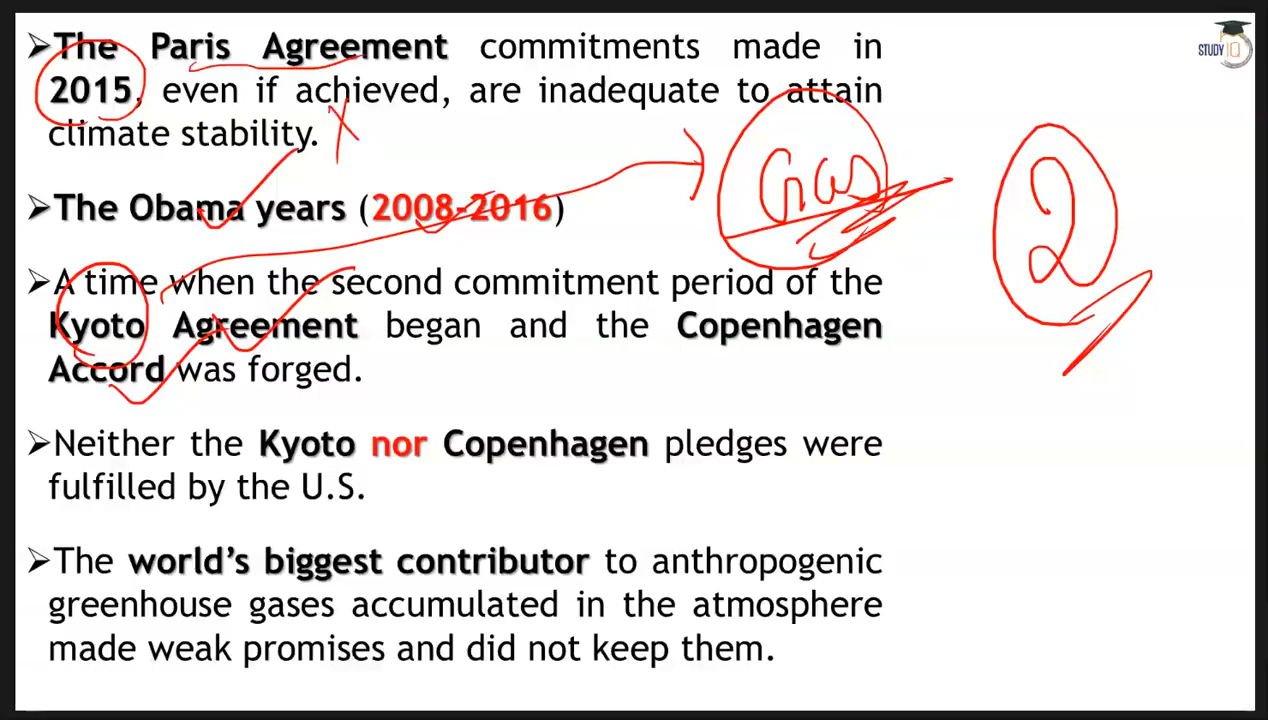 ➢The Paris Agreement commitments made in
2015, even if achieved, are inadequate to attain
climate stability.
➢The Obama years (2008-2016)
➢A time when the second commitment period of the
Kyoto Agreement began and the Copenhagen
Accord was forged.
➢Neither the Kyoto nor Copenhagen pledges were
fulfilled by the U.S.
➢The world's biggest contributor to anthropogenic
greenhouse gases accumulated in the atmosphere
made weak promises and did not keep them.
Gas
2
STUDY IQ